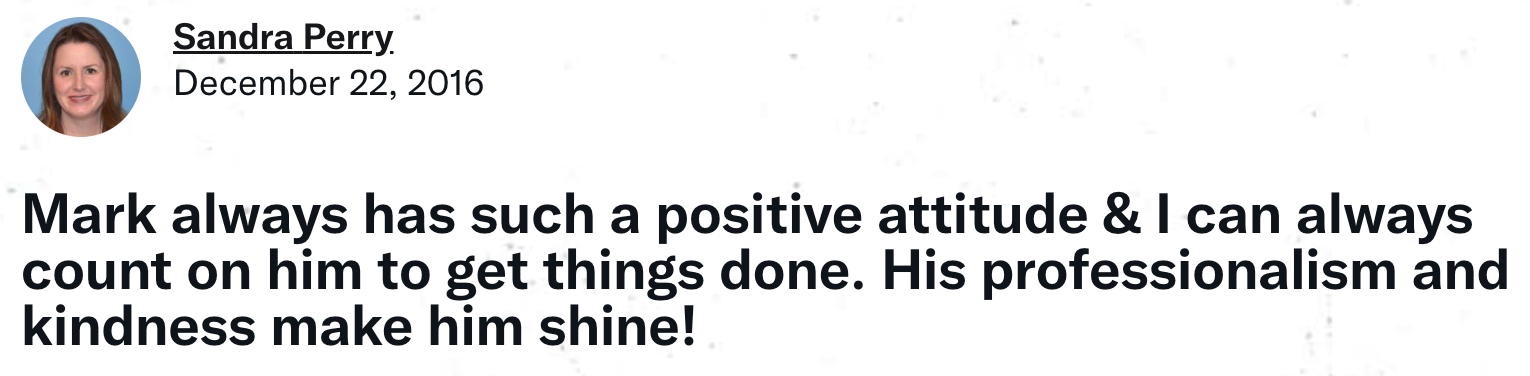 Sandra Perry
December 22, 2016
Mark always has such a positive attitude & I can always
count on him to get things done. His professionalism and
kindness make him shine!